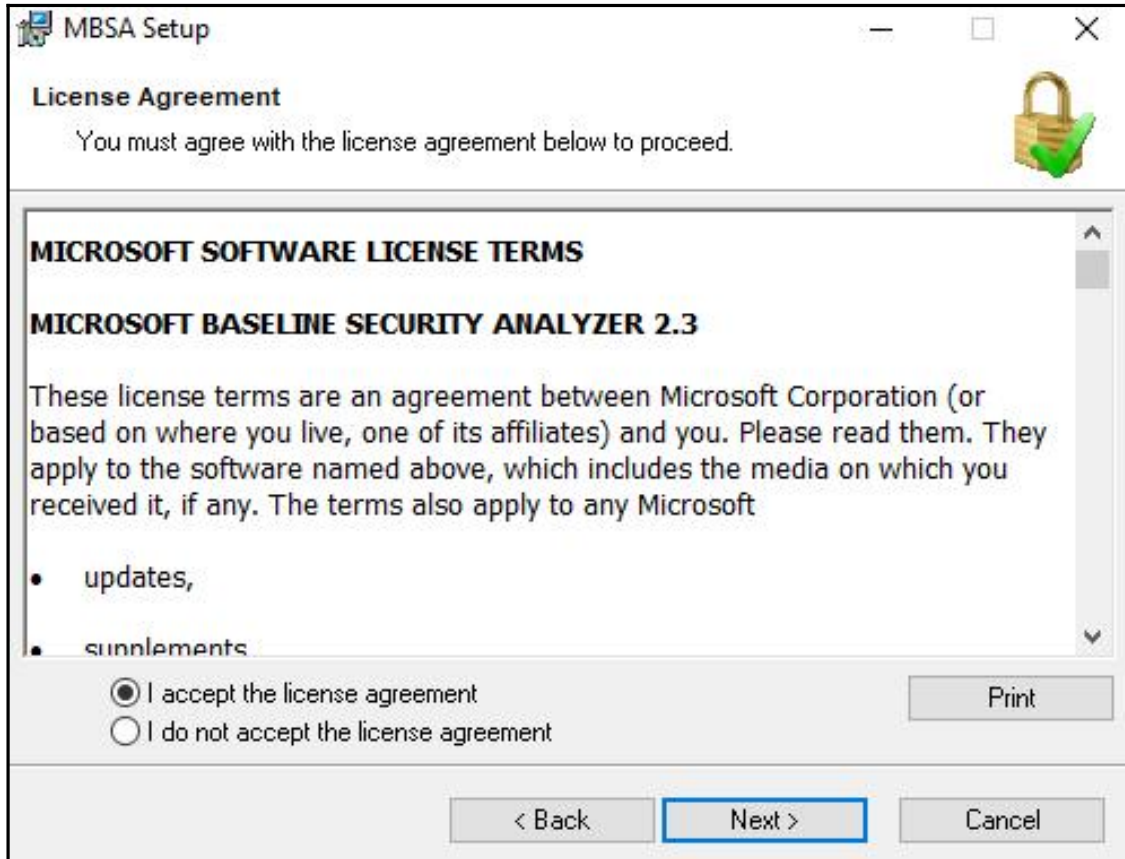 MBSA Setup
License Agreement
You must agree with the license agreement below to proceed.
MICROSOFT SOFTWARE LICENSE TERMS
MICROSOFT BASELINE SECURITY ANALYZER 2.3
These license terms are an agreement between Microsoft Corporation (or
based on where you live, one of its affiliates) and you. Please read them. They
apply to the software named above, which includes the media on which you
received it, if any. The terms also apply to any Microsoft
• updates,
• supplements
I accept the license agreement
Print
I do not accept the license agreement
< Back
Next >
Cancel